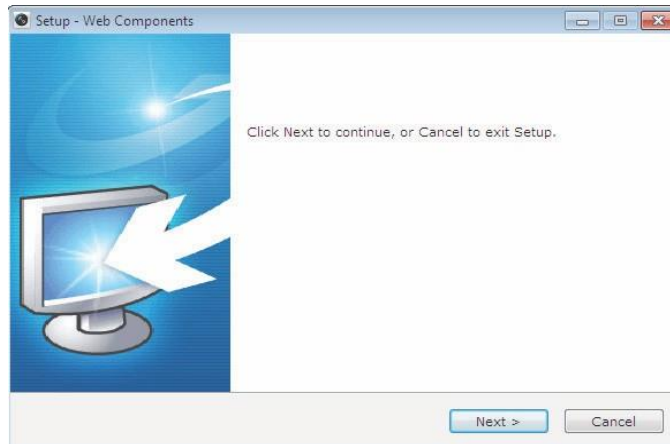 Setup - Web Components
Click Next to continue, or Cancel to exit Setup.
Next >
Cancel